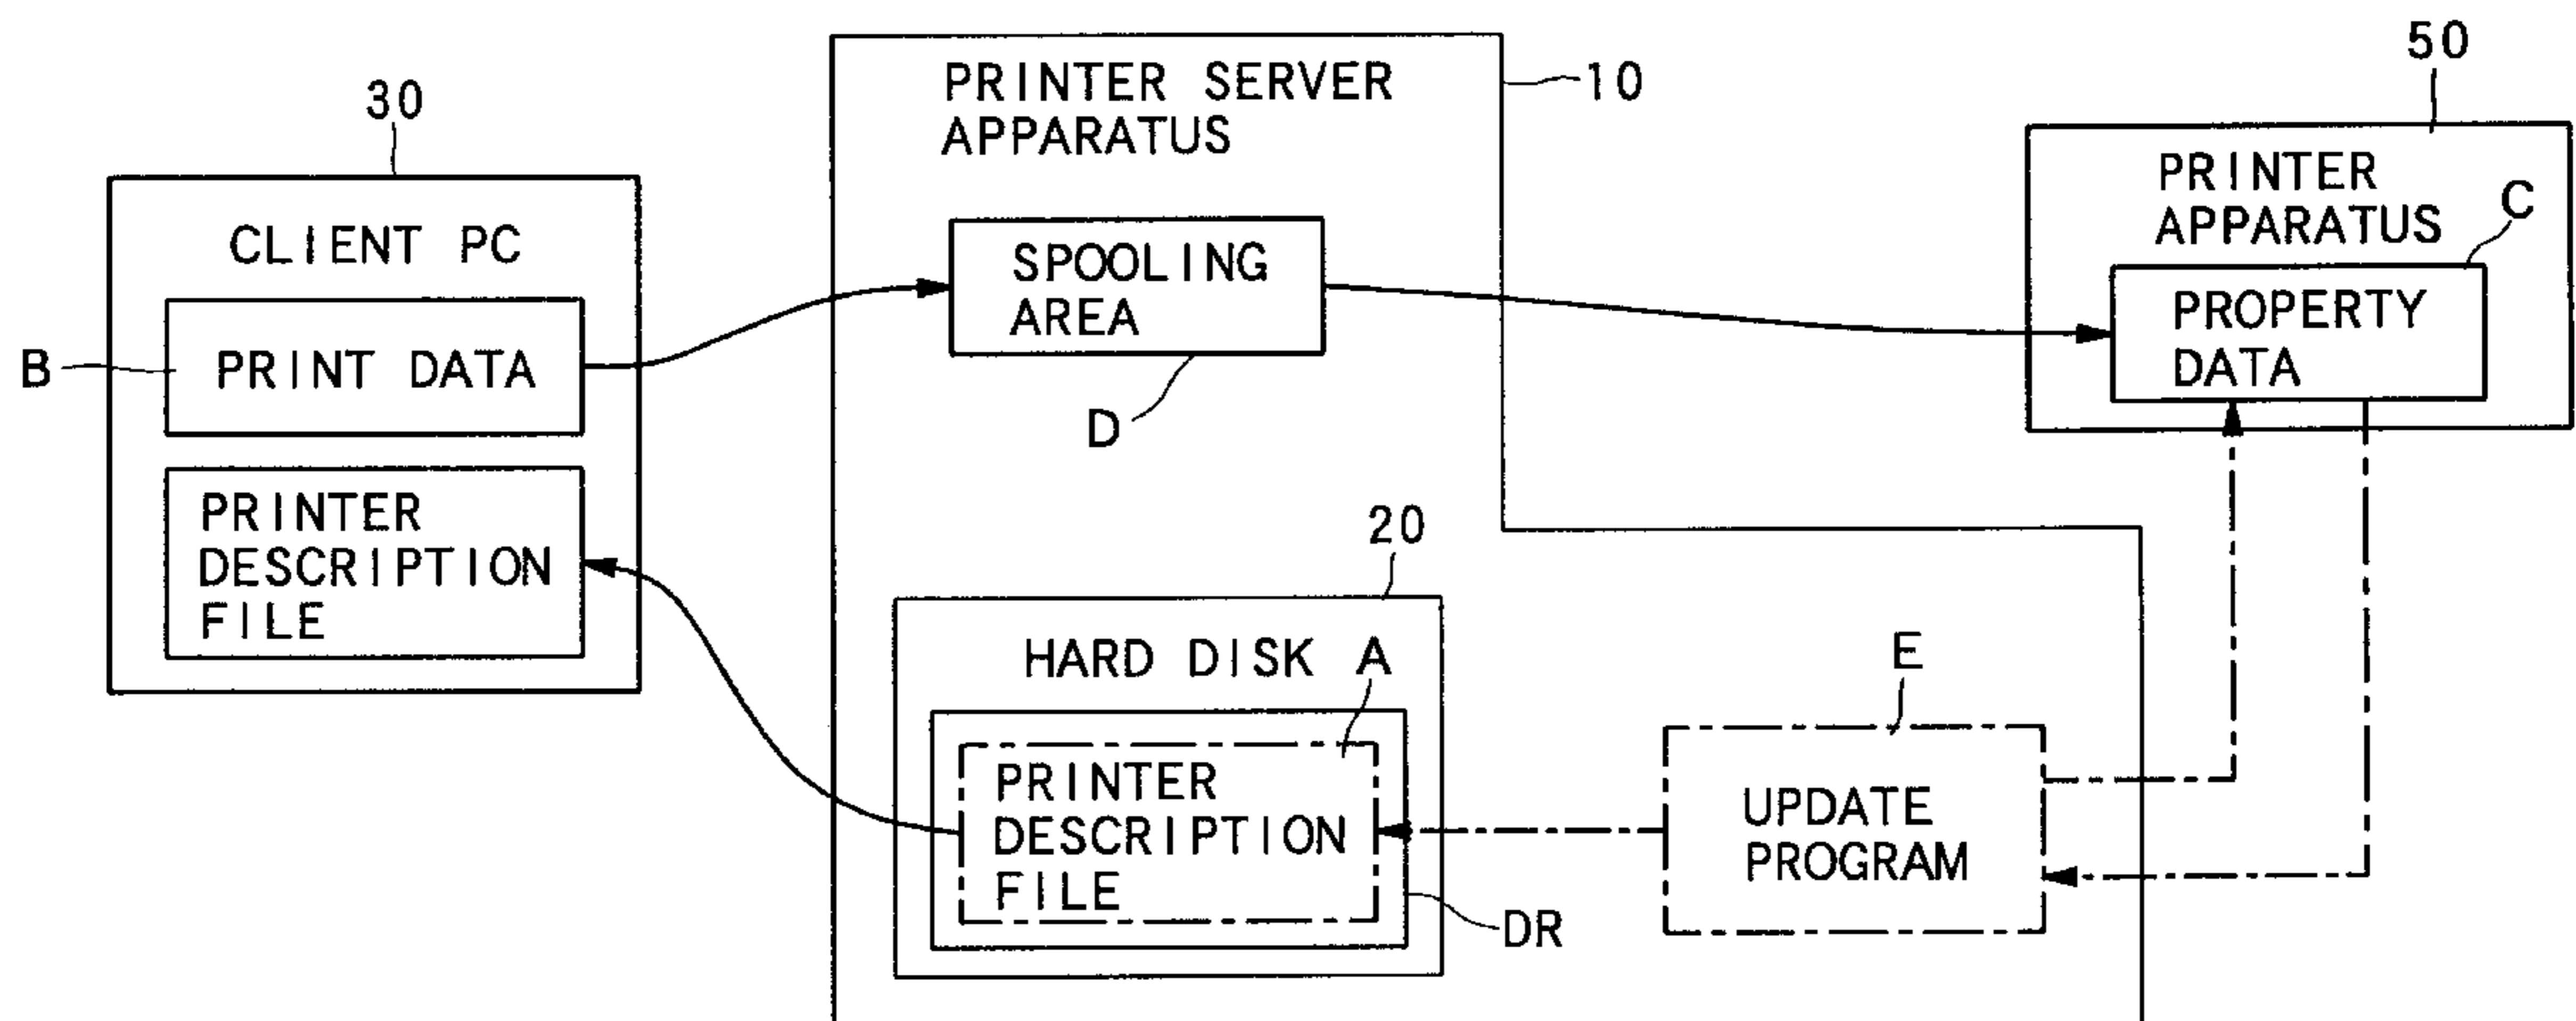 30
CLIENT PC
B
PRINT DATA
PRINTER
DESCRIPTION
FILE
PRINTER SERVER
APPARATUS
10
SPOOLING
AREA
D
20
HARD DISK
A
PRINTER
DESCRIPTION
FILE
DR
E
UPDATE
PROGRAM
50
PRINTER
APPARATUS
C
PROPERTY
DATA